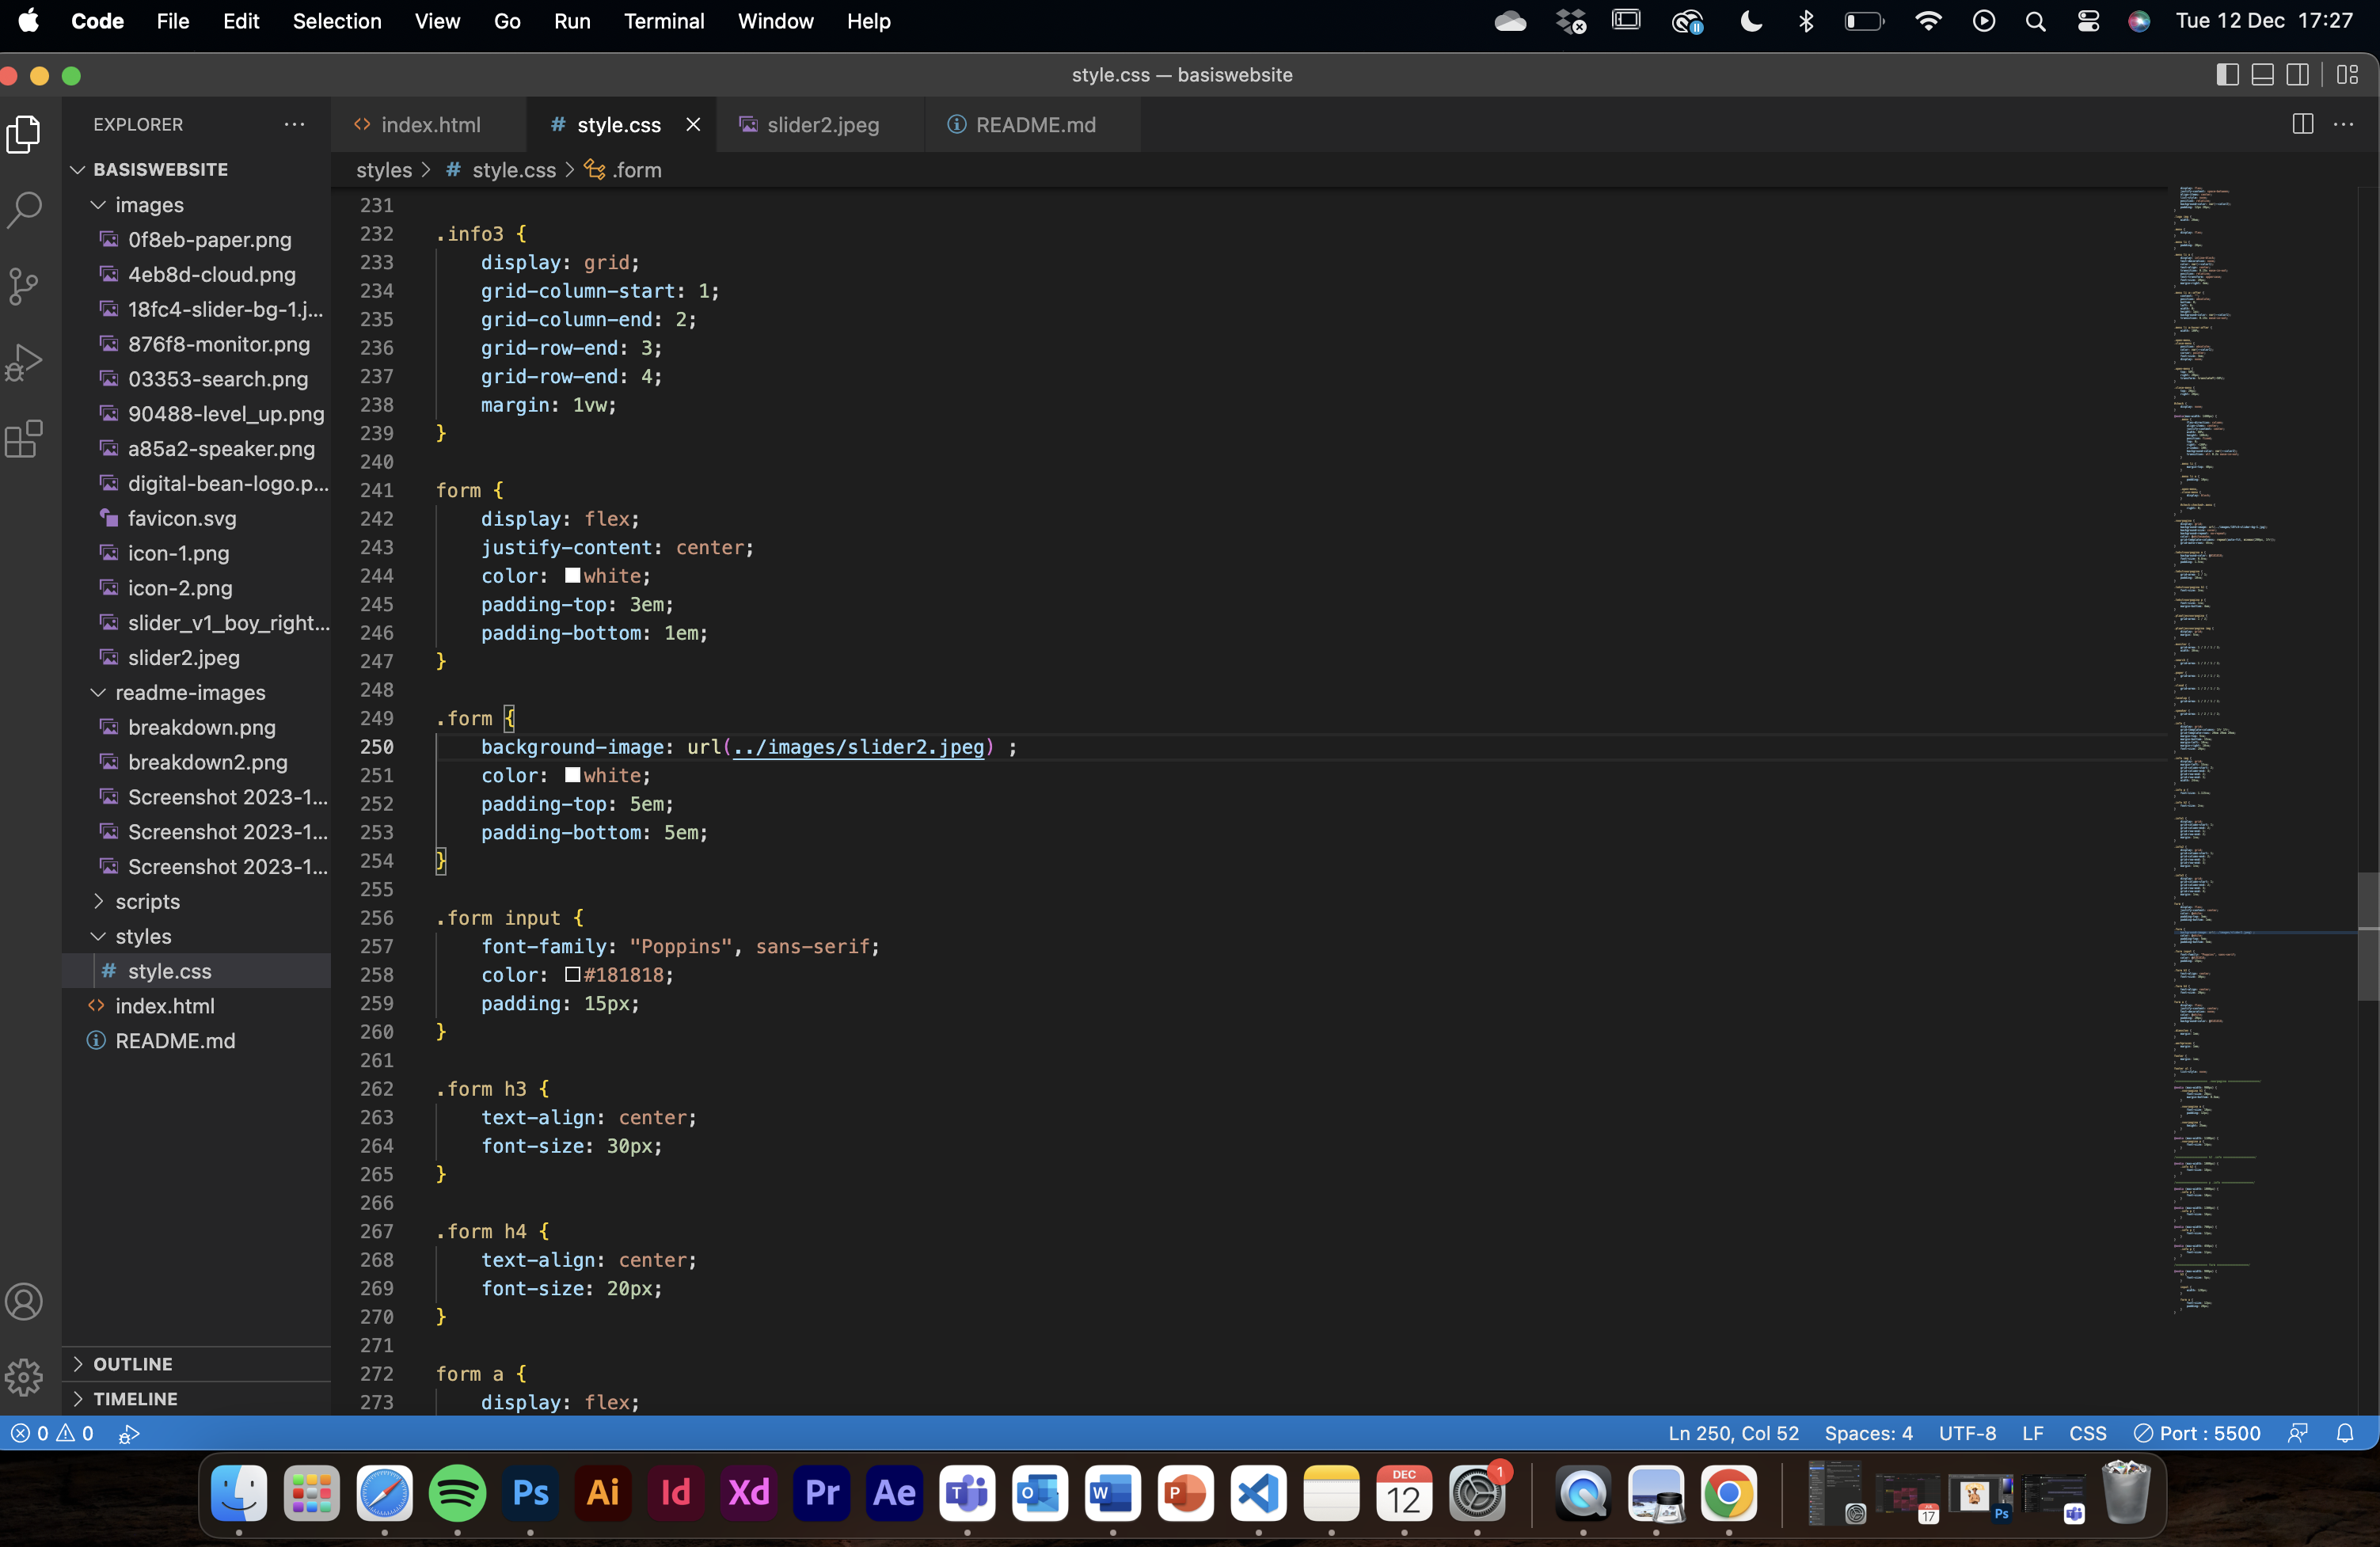 Code File Edit Selection View Go Run Terminal Window Help Tue 12 Dec 17:27
style.css — basiswebsite
EXPLORER
index.html
style.css
slider2.jpeg
README.md
styles > # style.css > .form
BASISWEBSITE
images
0f8eb-paper.png
4eb8d-cloud.png
18fc4-slider-bg-1.j...
876f8-monitor.png
03353-search.png
90488-level_up.png
a85a2-speaker.png
digital-bean-logo.p...
favicon.svg
icon-1.png
icon-2.png
slider_v1_boy_right...
slider2.jpeg
readme-images
breakdown.png
breakdown2.png
Screenshot 2023-1...
Screenshot 2023-1...
Screenshot 2023-1...
scripts
styles
# style.css
index.html
README.md
OUTLINE
TIMELINE
231
232 .info3 {
233 display: grid;
234 grid-column-start: 1;
235 grid-column-end: 2;
236 grid-row-end: 3;
237 grid-row-end: 4;
238 margin: 1vw;
239 }
240
241 form {
242 display: flex;
243 justify-content: center;
244 color: white;
245 padding-top: 3em;
246 padding-bottom: 1em;
247 }
248
249 .form {
250 background-image: url(../images/slider2.jpeg) ;
251 color: white;
252 padding-top: 5em;
253 padding-bottom: 5em;
254 }
255
256 .form input {
257 font-family: "Poppins", sans-serif;
258 color: #181818;
259 padding: 15px;
260 }
261
262 .form h3 {
263 text-align: center;
264 font-size: 30px;
265 }
266
267 .form h4 {
268 text-align: center;
269 font-size: 20px;
270 }
271
272 form a {
273 display: flex;
0 0 Ln 250, Col 52 Spaces: 4 UTF-8 LF CSS Port : 5500
Ps Ai Id Xd Pr Ae T O W P DEC 12 1 17 Ps